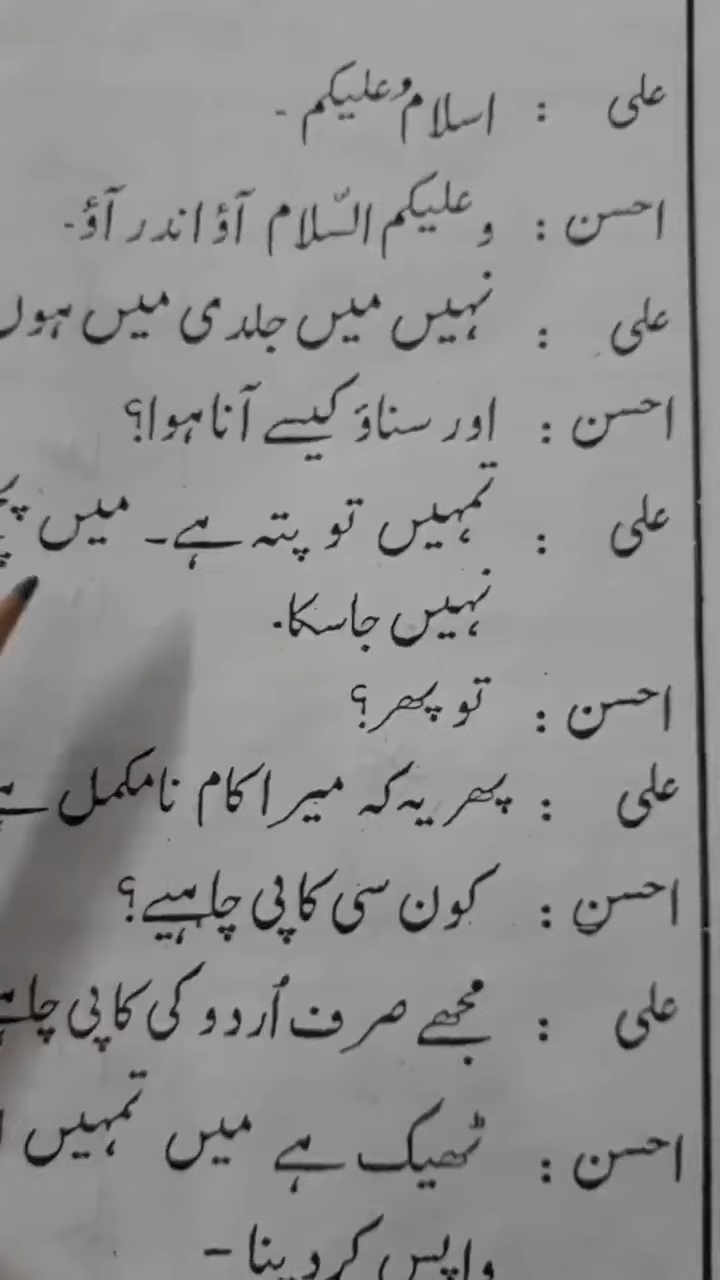 علی : اسلام وعلیکم -
احسن : وعلیکم السّلام آؤ اندر آؤ-
علی : نہیں میں جلدی میں ہوں
احسن : اور سناؤ کیسے آنا ہوا؟
علی : تمہیں تو پتہ ہے۔ میں
نہیں جاسکا.
احسن : تو پھر؟
علی : پھر یہ کہ میرا کام نامکمل ہے
احسن : کون سی کاپی چاہیے؟
علی : مجھے صرف اُردو کی کاپی
احسن : ٹھیک ہے میں تمہیں
واپس کر دینا -